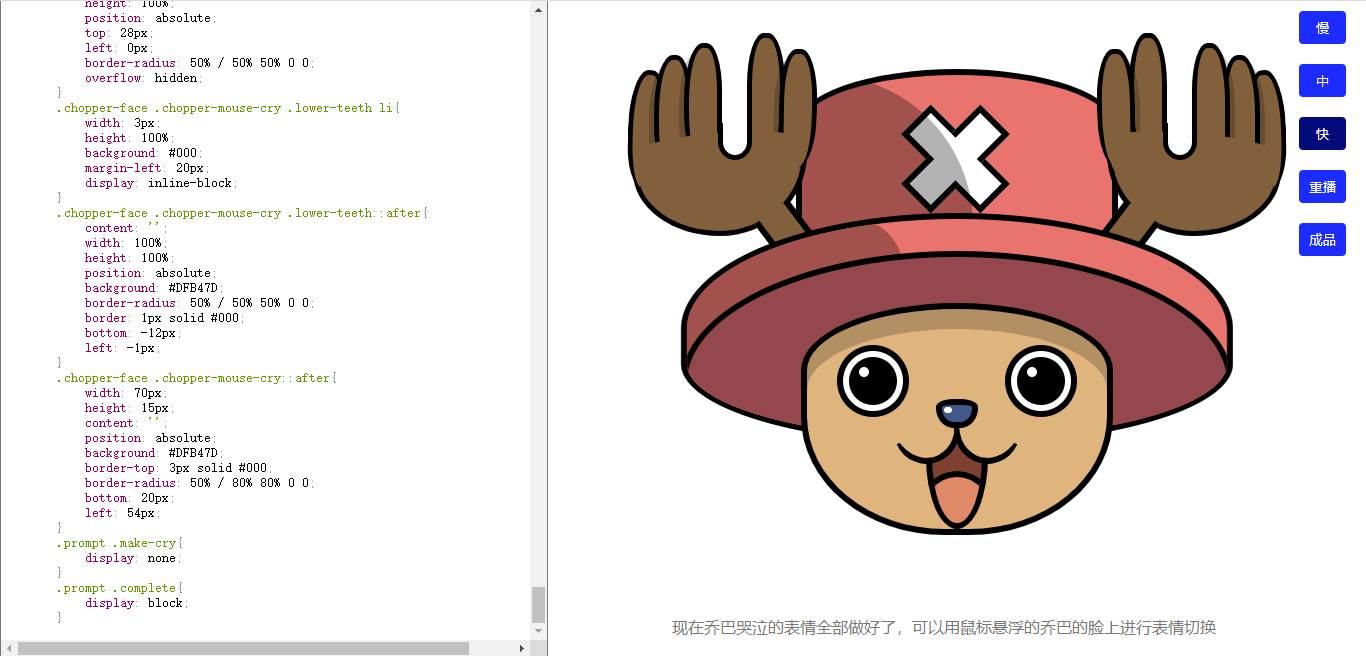 height: 100%;
position: absolute;
top: 28px;
left: 0px;
border-radius: 50% / 50% 50% 0 0;
overflow: hidden;
}
.chopper-face .chopper-mouse-cry .lower-teeth li{
width: 3px;
height: 100%;
background: #000;
margin-left: 20px;
display: inline-block;
}
.chopper-face .chopper-mouse-cry .lower-teeth::after{
content: '';
width: 100%;
height: 100%;
position: absolute;
background: #DFB47D;
border-radius: 50% / 50% 50% 0 0;
border: 1px solid #000;
bottom: -12px;
left: -1px;
}
.chopper-face .chopper-mouse-cry::after{
width: 70px;
height: 15px;
content: '';
position: absolute;
background: #DFB47D;
border-top: 3px solid #000;
border-radius: 50% / 80% 80% 0 0;
bottom: 20px;
left: 54px;
}
.prompt .make-cry{
display: none;
}
.prompt .complete{
display: block;
}
慢
中
快
重播
成品
现在乔巴哭泣的表情全部做好了，可以用鼠标悬浮的乔巴的脸上进行表情切换